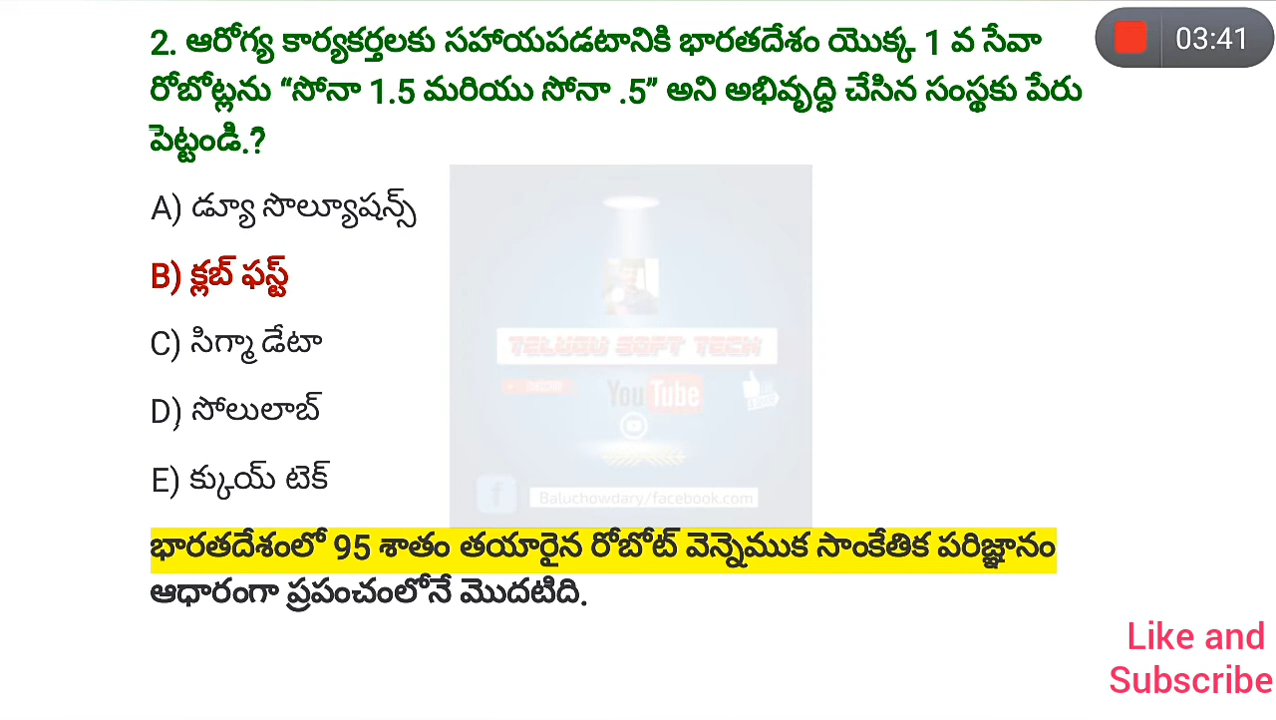 2. ఆరోగ్య కార్యకర్తలకు సహాయపడటానికి భారతదేశం యొక్క 1 వ సేవా
రోబోట్లను “సోనా 1.5 మరియు సోనా .5” అని అభివృద్ధి చేసిన సంస్థకు పేరు
పెట్టండి.?
03:41
A) డ్యూ సొల్యూషన్స్
B) క్లబ్ ఫస్ట్
C) సిగ్మా డేటా
D) సోలులాబ్
E) క్కుయ్ టెక్
TELUGU SOFT TECH
YouTube
Baluchowdary/facebook.com
భారతదేశంలో 95 శాతం తయారైన రోబోట్ వెన్నెముక సాంకేతిక పరిజ్ఞానం
ఆధారంగా ప్రపంచంలోనే మొదటిది.
Like and
Subscribe